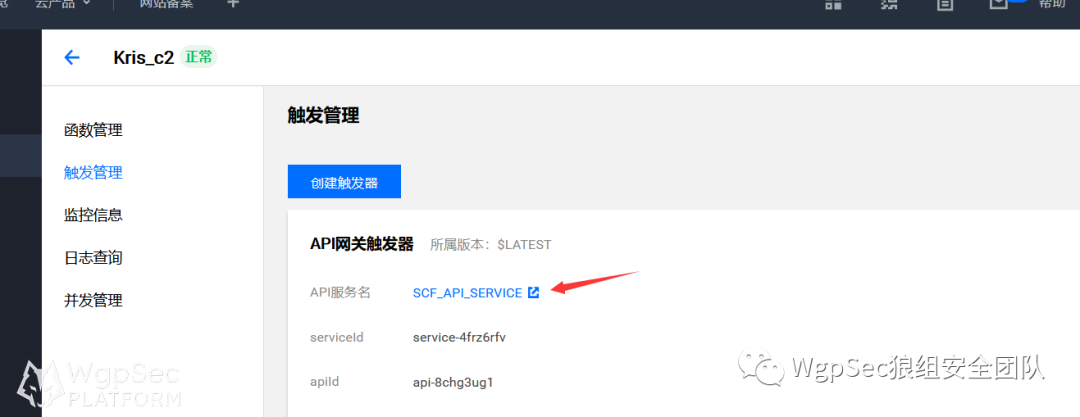 云产品
网站备案
+
帮助
Kris_c2 正常
函数管理
触发管理
监控信息
日志查询
并发管理
触发管理
创建触发器
API网关触发器 所属版本: $LATEST
API服务名 SCF_API_SERVICE
serviceId service-4frz6rfv
apiId api-8chg3ug1
WgpSec
PLATFORM
WgpSec狼组安全团队